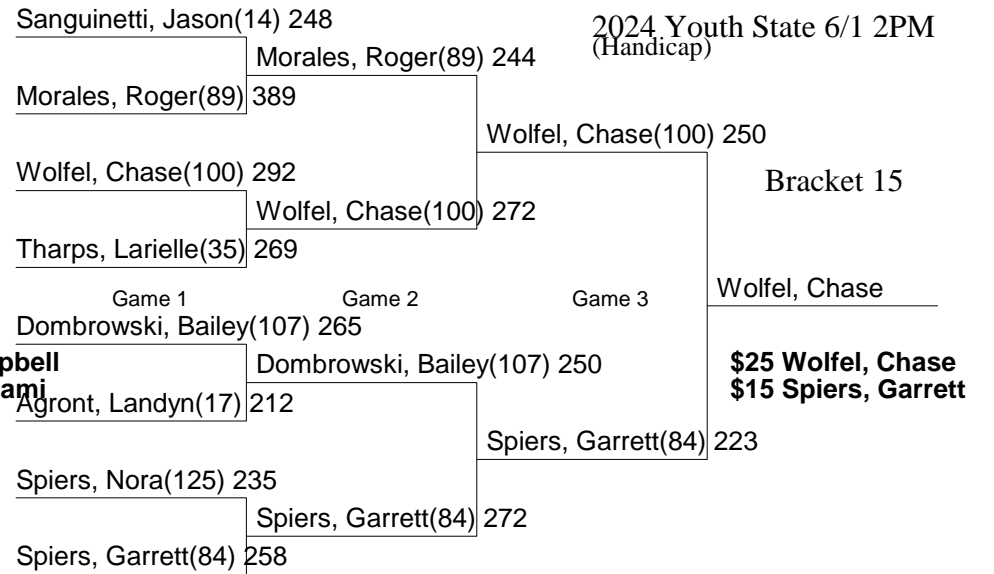 Sanguinetti, Jason(14) 248
2024 Youth State 6/1 2PM
(Handicap)
Morales, Roger(89) 244
Morales, Roger(89) 389
Wolfel, Chase(100) 250
Wolfel, Chase(100) 292
Bracket 15
Wolfel, Chase(100) 272
Tharps, Larielle(35) 269
Wolfel, Chase
Game 1 Game 2 Game 3
Dombrowski, Bailey(107) 265
pbell
Dombrowski, Bailey(107) 250
$25 Wolfel, Chase
ami
$15 Spiers, Garrett
Agront, Landyn(17) 212
Spiers, Garrett(84) 223
Spiers, Nora(125) 235
Spiers, Garrett(84) 272
Spiers, Garrett(84) 258